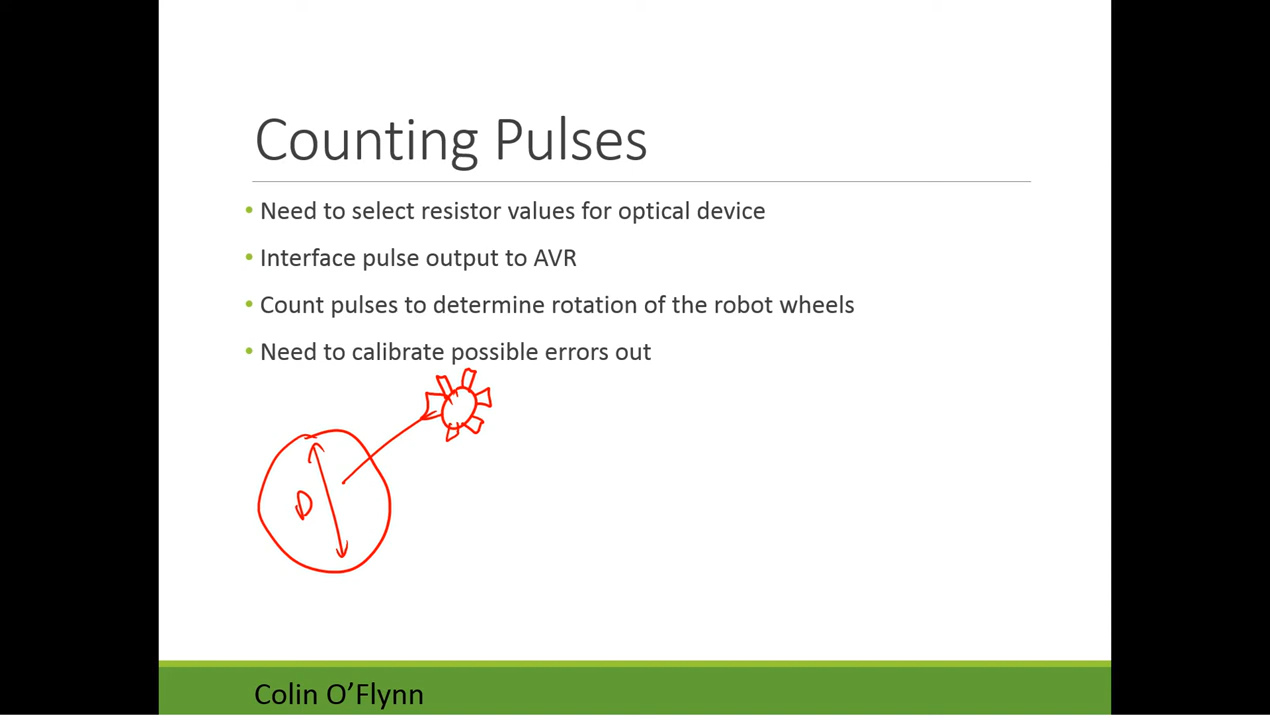 Counting Pulses
• Need to select resistor values for optical device
• Interface pulse output to AVR
• Count pulses to determine rotation of the robot wheels
• Need to calibrate possible errors out
D
Colin O’Flynn